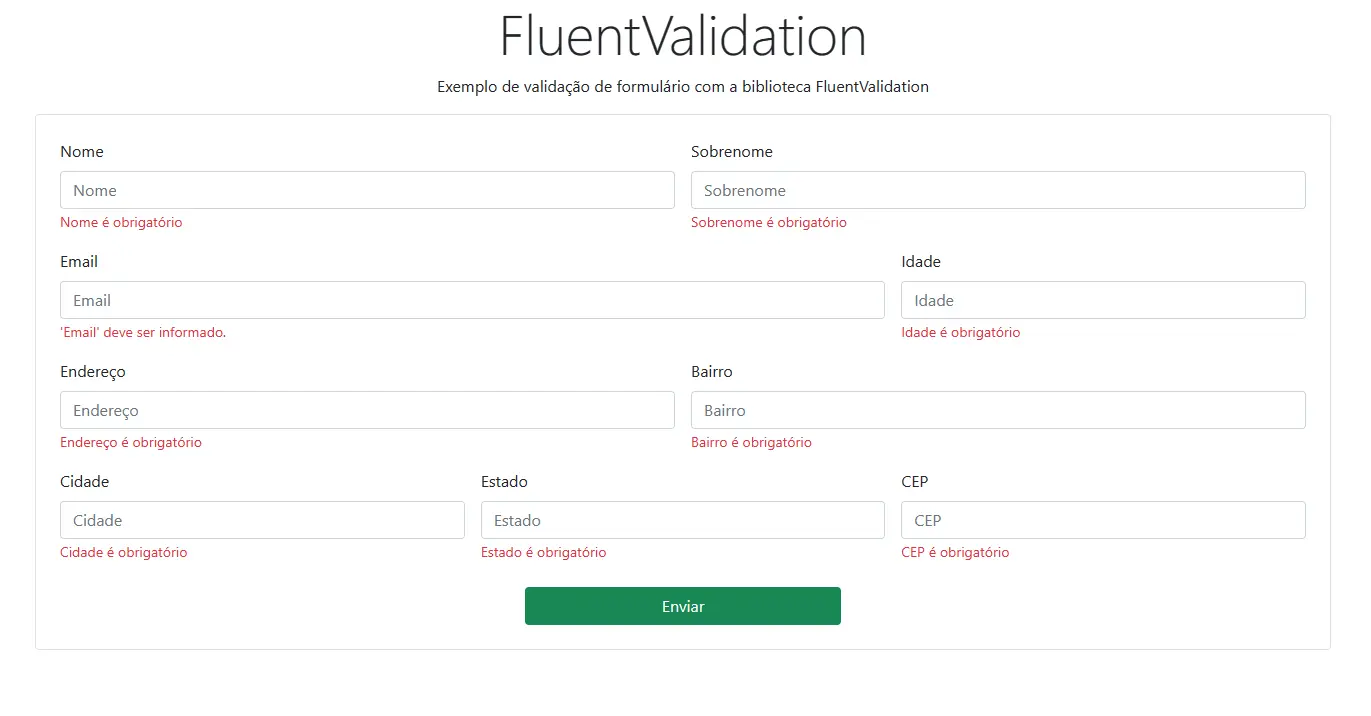 FluentValidation
Exemplo de validação de formulário com a biblioteca FluentValidation
Nome Sobrenome
Nome Sobrenome
Nome é obrigatório Sobrenome é obrigatório
Email Idade
Email Idade
'Email' deve ser informado. Idade é obrigatório
Endereço Bairro
Endereço Bairro
Endereço é obrigatório Bairro é obrigatório
Cidade Estado CEP
Cidade Estado CEP
Cidade é obrigatório Estado é obrigatório CEP é obrigatório
Enviar